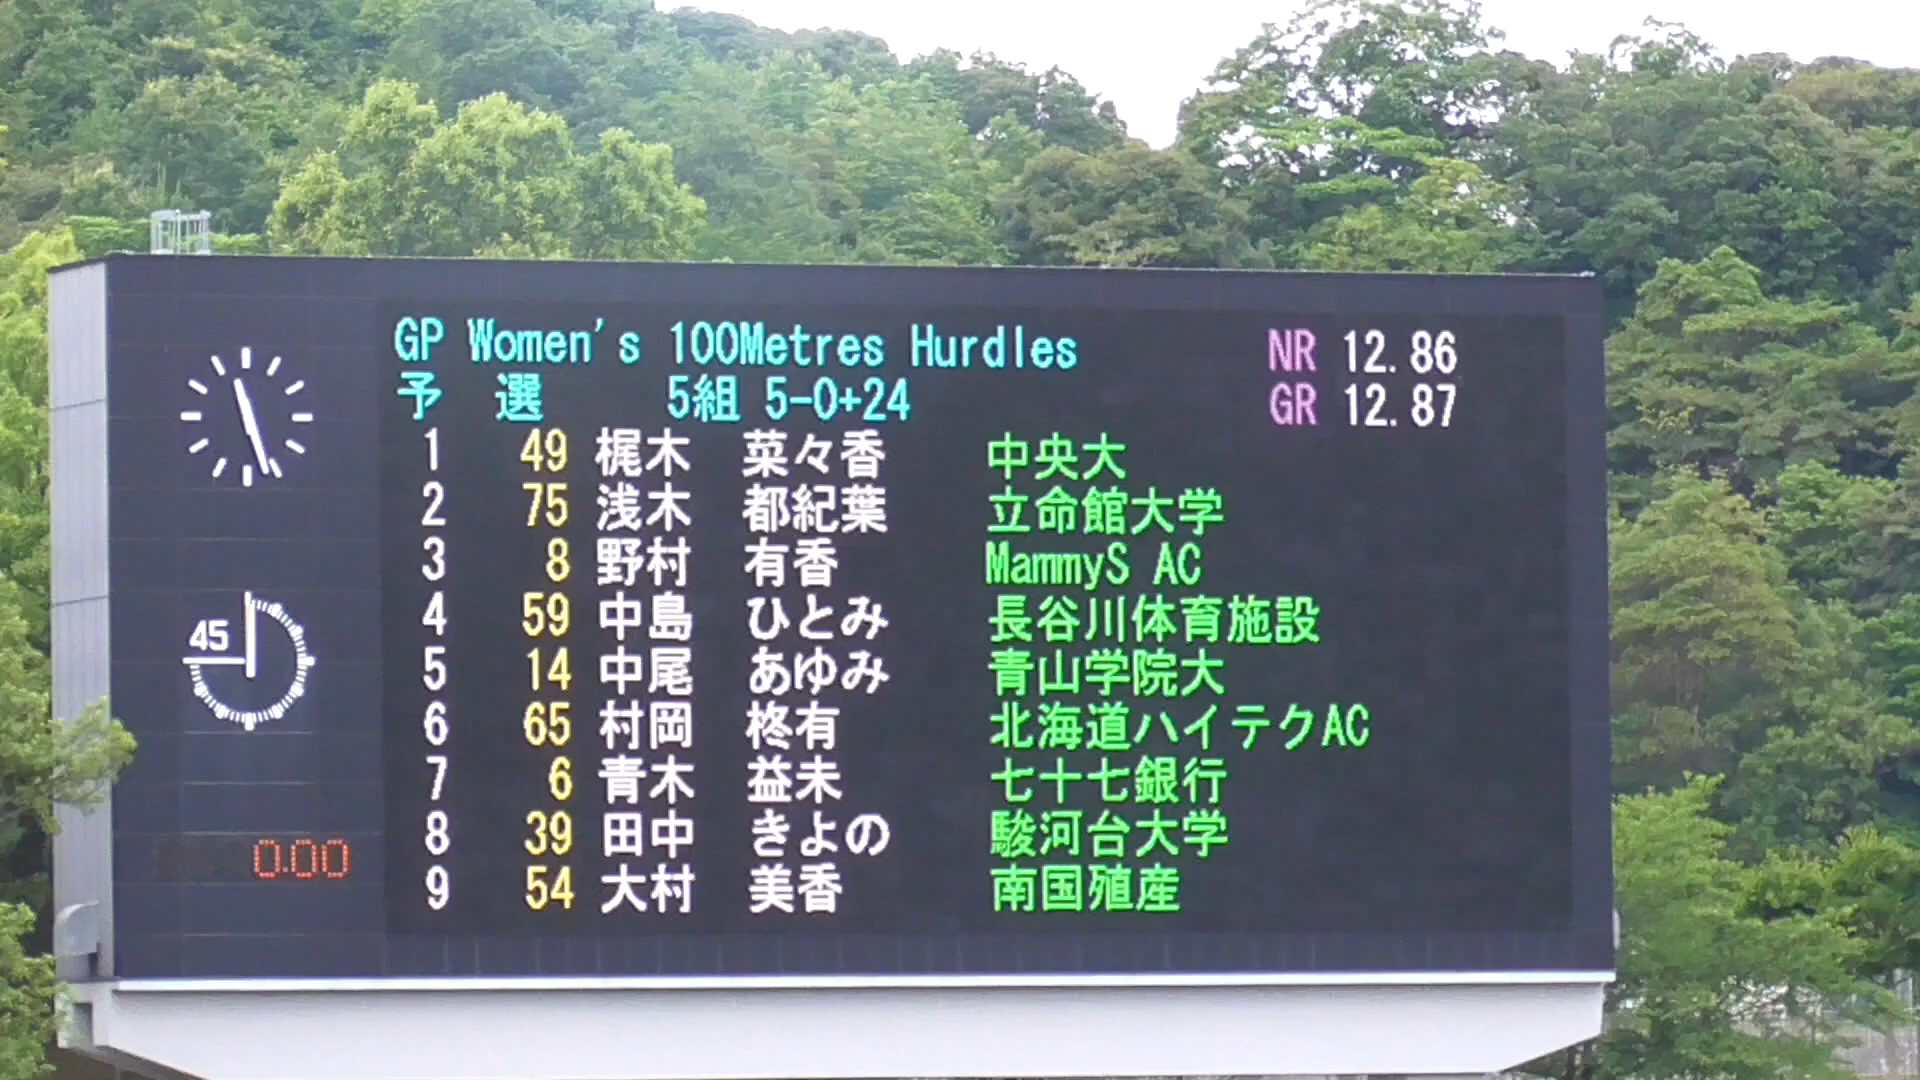 GP Women's 100Metres Hurdles NR 12.86
予 選 5組 5-0+24 GR 12.87
1 49 梶木 菜々香 中央大
2 75 浅木 都紀葉 立命館大学
3 8 野村 有香 MammyS AC
4 59 中島 ひとみ 長谷川体育施設
5 14 中尾 あゆみ 青山学院大
6 65 村岡 柊有 北海道ハイテクAC
7 6 青木 益未 七十七銀行
8 39 田中 きよの 駿河台大学
9 54 大村 美香 南国殖産
45
0.00